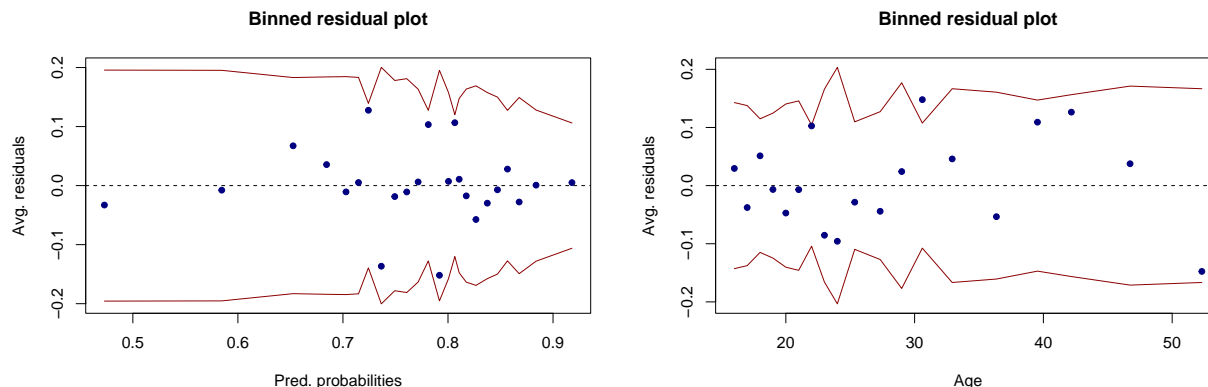 Binned residual plot
Avg. residuals
0.2
0.1
0.0
−0.1
−0.2
0.5 0.6 0.7 0.8 0.9
Pred. probabilities
Binned residual plot
Avg. residuals
0.2
0.1
0.0
−0.1
−0.2
20 30 40 50
Age